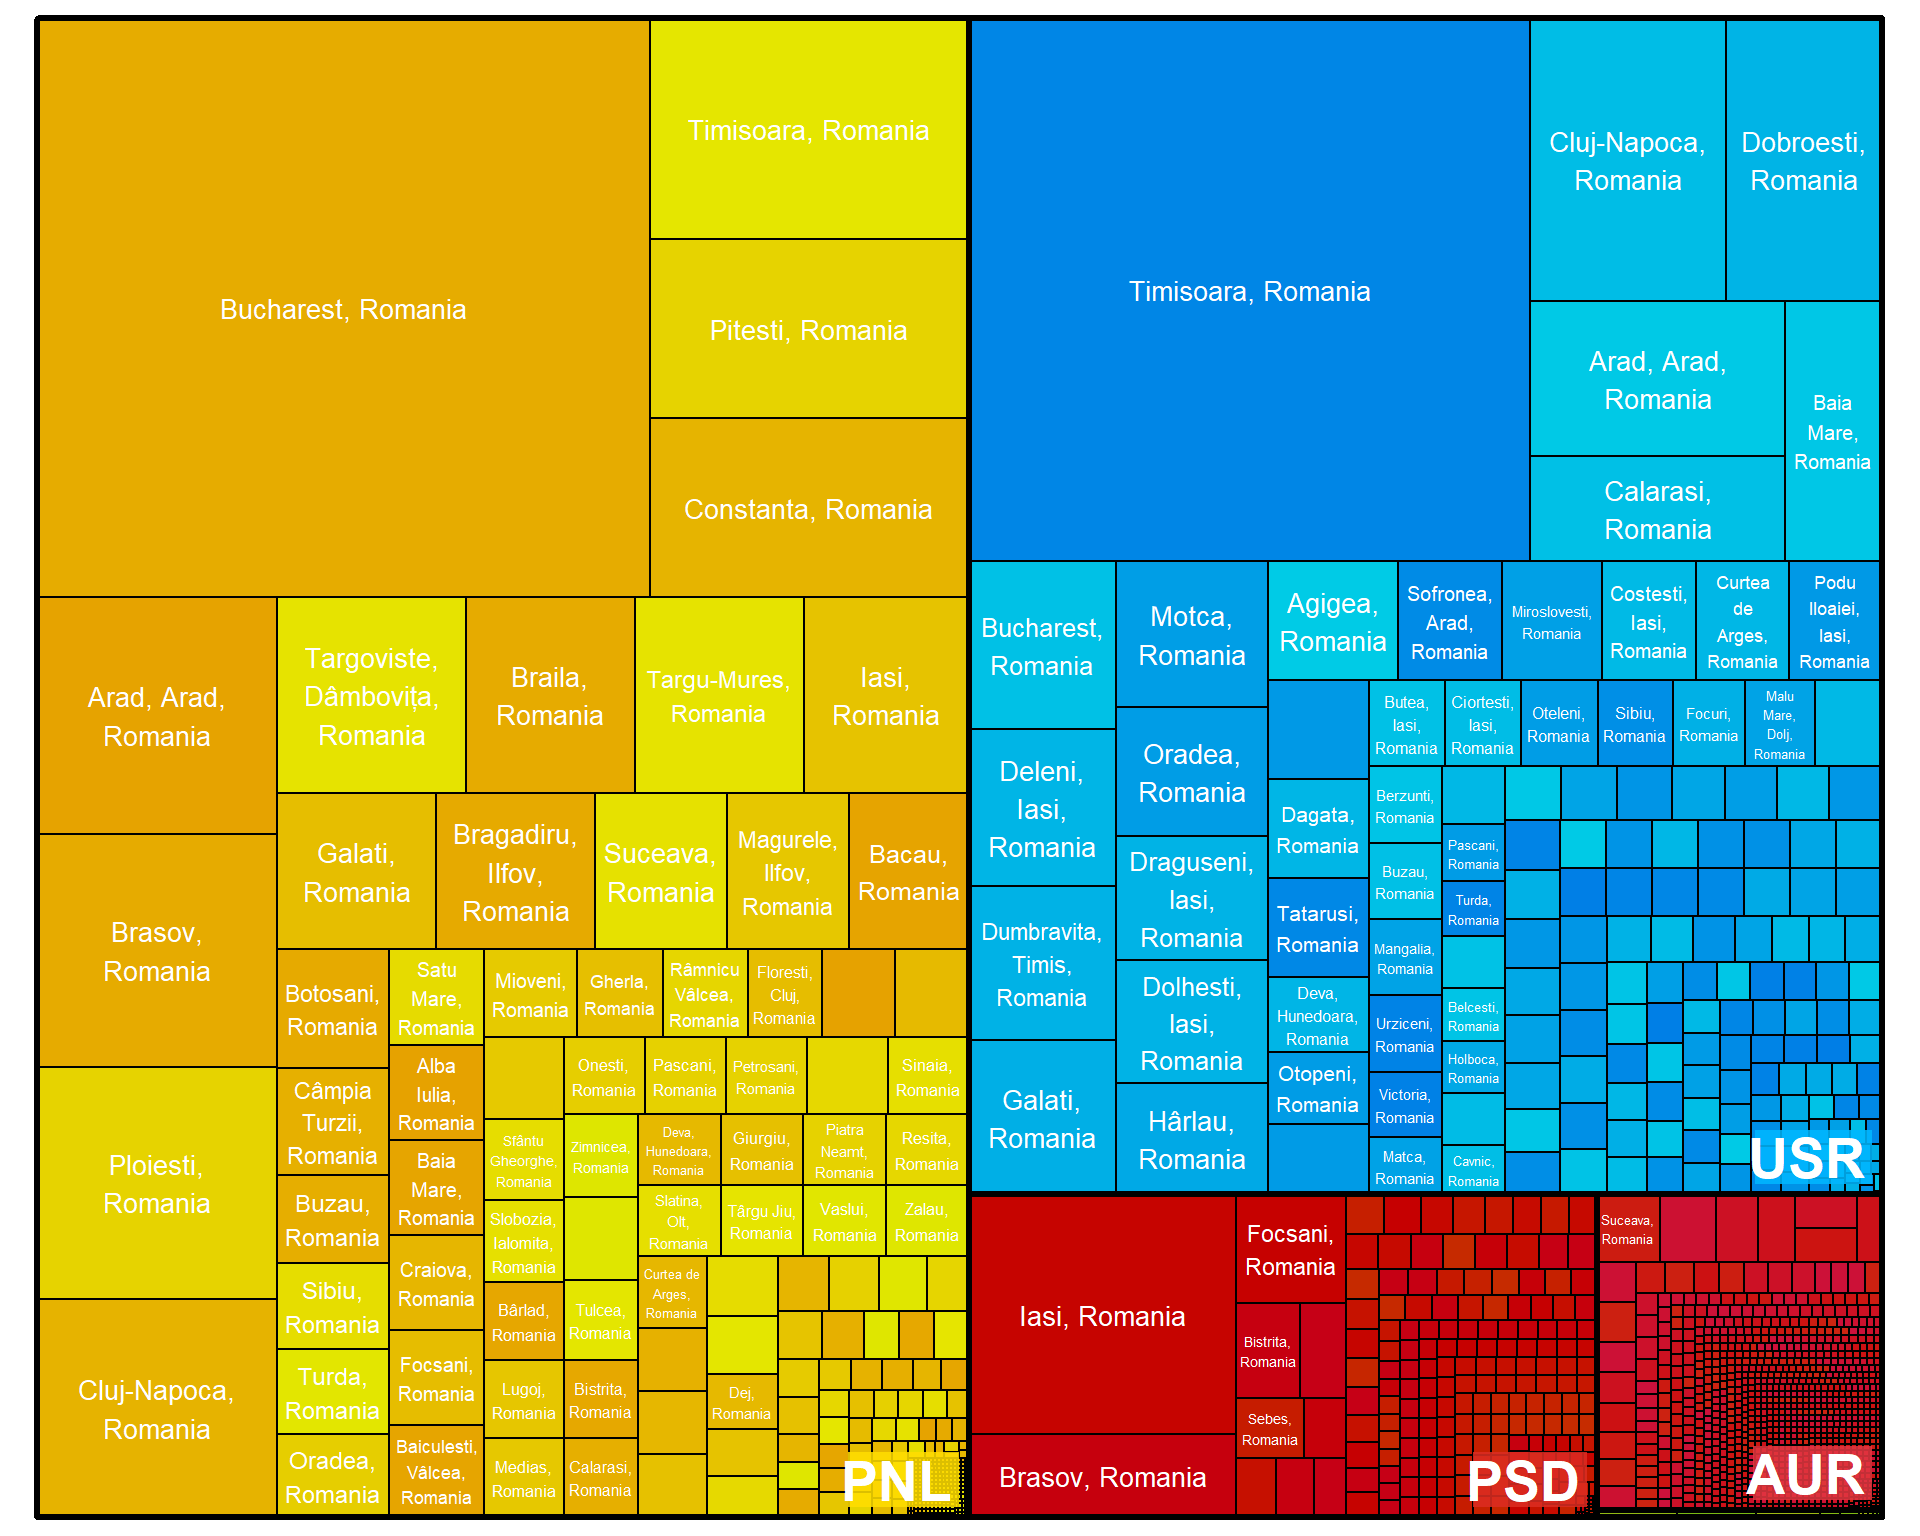 Bucharest, Romania
Timisoara, Romania
Pitesti, Romania
Constanta, Romania
Arad, Arad,
Romania
Brasov,
Romania
Ploiesti,
Romania
Cluj-Napoca,
Romania
Targoviste,
Dâmbovița,
Romania
Braila,
Romania
Targu-Mures,
Romania
Iasi,
Romania
Galati,
Romania
Bragadiru,
Ilfov,
Romania
Suceava,
Romania
Magurele,
Ilfov,
Romania
Bacau,
Romania
Botosani,
Romania
Câmpia
Turzii,
Romania
Buzau,
Romania
Sibiu,
Romania
Turda,
Romania
Oradea,
Romania
Satu
Mare,
Romania
Alba
Iulia,
Romania
Baia
Mare,
Romania
Craiova,
Romania
Focsani,
Romania
Baiculesti,
Vâlcea,
Romania
Mioveni,
Romania
Gherla,
Romania
Râmnicu
Vâlcea,
Romania
Floresti,
Cluj,
Romania
Sfântu
Gheorghe,
Romania
Slobozia,
Ialomita,
Romania
Bârlad,
Romania
Lugoj,
Romania
Medias,
Romania
Onesti,
Romania
Pascani,
Romania
Petrosani,
Romania
Sinaia,
Romania
Zimnicea,
Romania
Tulcea,
Romania
Bistrita,
Romania
Calarasi,
Romania
Deva,
Hunedoara,
Romania
Giurgiu,
Romania
Piatra
Neamt,
Romania
Resita,
Romania
Slatina,
Olt,
Romania
Târgu Jiu,
Romania
Vaslui,
Romania
Zalau,
Romania
Curtea de
Arges,
Romania
Dej,
Romania
PNL
Timisoara, Romania
Cluj-Napoca,
Romania
Dobroesti,
Romania
Arad, Arad,
Romania
Calarasi,
Romania
Baia
Mare,
Romania
Bucharest,
Romania
Deleni,
Iasi,
Romania
Dumbravita,
Timis,
Romania
Galati,
Romania
Motca,
Romania
Oradea,
Romania
Draguseni,
Iasi,
Romania
Dolhesti,
Iasi,
Romania
Hârlau,
Romania
Agigea,
Romania
Sofronea,
Arad,
Romania
Miroslovesti,
Romania
Costesti,
Iasi,
Romania
Curtea
de
Arges,
Romania
Podu
Iloaiei,
Iasi,
Romania
Dagata,
Romania
Tatarusi,
Romania
Deva,
Hunedoara,
Romania
Otopeni,
Romania
Butea,
Iasi,
Romania
Ciortesti,
Iasi,
Romania
Oteleni,
Romania
Sibiu,
Romania
Focuri,
Romania
Malu
Mare,
Dolj,
Romania
Berzunti,
Romania
Buzau,
Romania
Mangalia,
Romania
Urziceni,
Romania
Victoria,
Romania
Matca,
Romania
Pascani,
Romania
Turda,
Romania
Belcesti,
Romania
Holboca,
Romania
Cavnic,
Romania
USR
Iasi, Romania
Brasov, Romania
Focsani,
Romania
Bistrita,
Romania
Sebes,
Romania
PSD
Suceava,
Romania
AUR